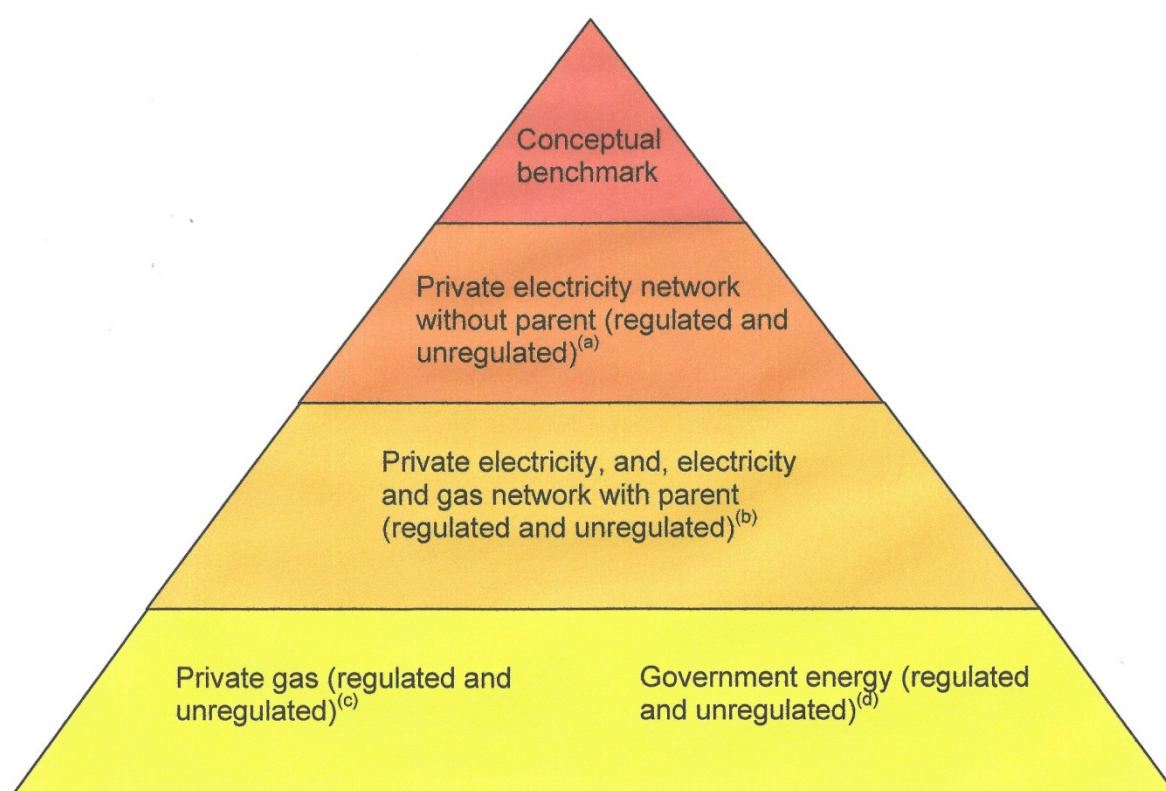 Conceptual
benchmark
Private electricity network
without parent (regulated and
unregulated)(a)
Private electricity, and, electricity
and gas network with parent
(regulated and unregulated)(b)
Private gas (regulated and
unregulated)(c)
Government energy (regulated
and unregulated)(d)